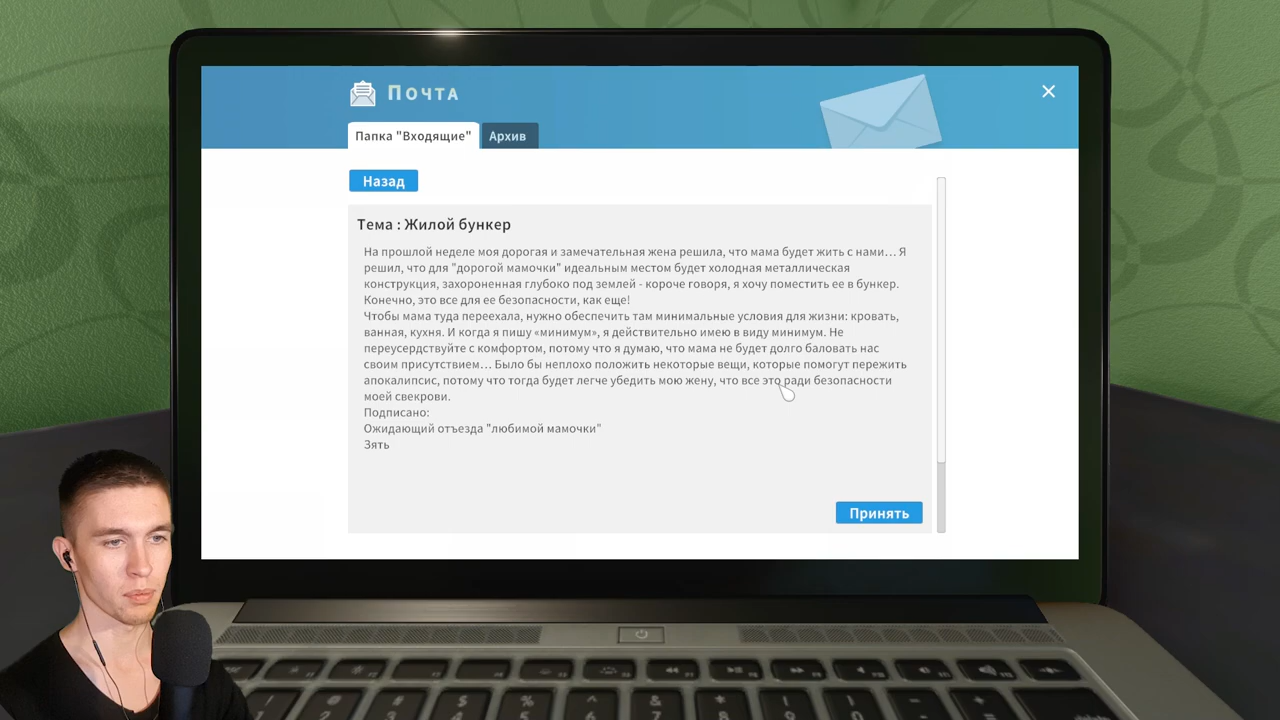 Почта
Папка "Входящие"
Архив
Назад
Тема : Жилой бункер
На прошлой неделе моя дорогая и замечательная жена решила, что мама будет жить с нами... Я
решил, что для "дорогой мамочки" идеальным местом будет холодная металлическая
конструкция, захороненная глубоко под землей - короче говоря, я хочу поместить ее в бункер.
Конечно, это все для ее безопасности, как еще!
Чтобы мама туда переехала, нужно обеспечить там минимальные условия для жизни: кровать,
ванная, кухня. И когда я пишу «минимум», я действительно имею в виду минимум. Не
переусердствуйте с комфортом, потому что я думаю, что мама не будет долго баловать нас
своим присутствием... Было бы неплохо положить некоторые вещи, которые помогут пережить
апокалипсис, потому что тогда будет легче убедить мою жену, что все это ради безопасности
моей свекрови.
Подписано:
Ожидающий отъезда "любимой мамочки"
Зять
Принять